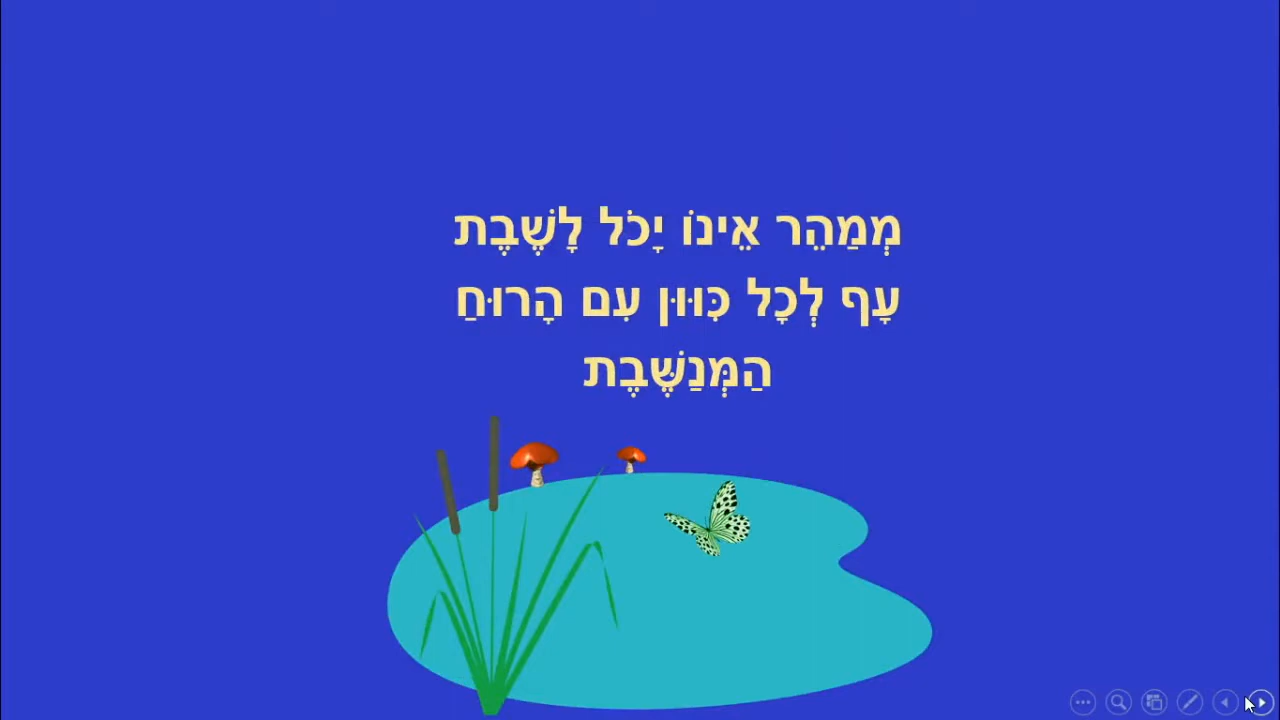 מְמַהֵר אֵינוֹ יָכֹל לָשֶׁבֶת
עָף לְכָל כִּוּוּן עִם הָרוּחַ
הַמְּנַשֶּׁבֶת